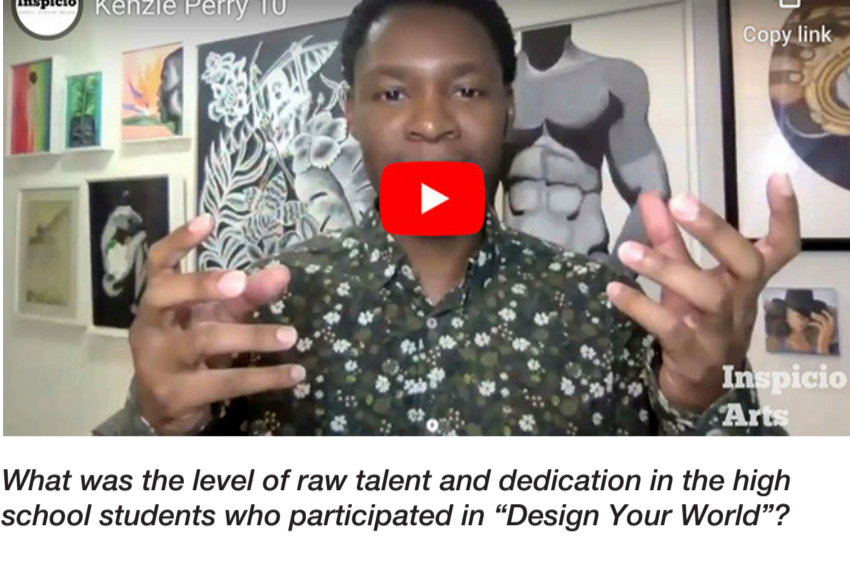 Inspicio
Kenzie Perry 10
Copy link
Inspicio
Arts
What was the level of raw talent and dedication in the high
school students who participated in “Design Your World”?